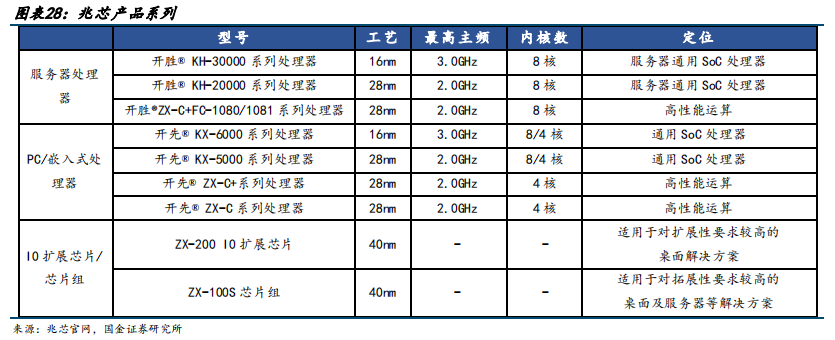 图表28：兆芯产品系列
型号 工艺 最高主频 内核数 定位
服务器处理器
开胜® KH-30000 系列处理器 16nm 3.0GHz 8 核 服务器通用 SoC 处理器
开胜® KH-20000 系列处理器 28nm 2.0GHz 8 核 服务器通用 SoC 处理器
开胜®ZX-C+FC-1080/1081 系列处理器 28nm 2.0GHz 8 核 高性能运算
PC/嵌入式处理器
开先® KX-6000 系列处理器 16nm 3.0GHz 8/4 核 通用 SoC 处理器
开先® KX-5000 系列处理器 28nm 2.0GHz 8/4 核 通用 SoC 处理器
开先® ZX-C+系列处理器 28nm 2.0GHz 4 核 高性能运算
开先® ZX-C 系列处理器 28nm 2.0GHz 4 核 高性能运算
IO 扩展芯片/
芯片组
ZX-200 IO 扩展芯片 40nm - - 适用于对扩展性要求较高的
桌面解决方案
ZX-100S 芯片组 40nm - - 适用于对拓展性要求较高的
桌面及服务器等解决方案
来源：兆芯官网，国金证券研究所